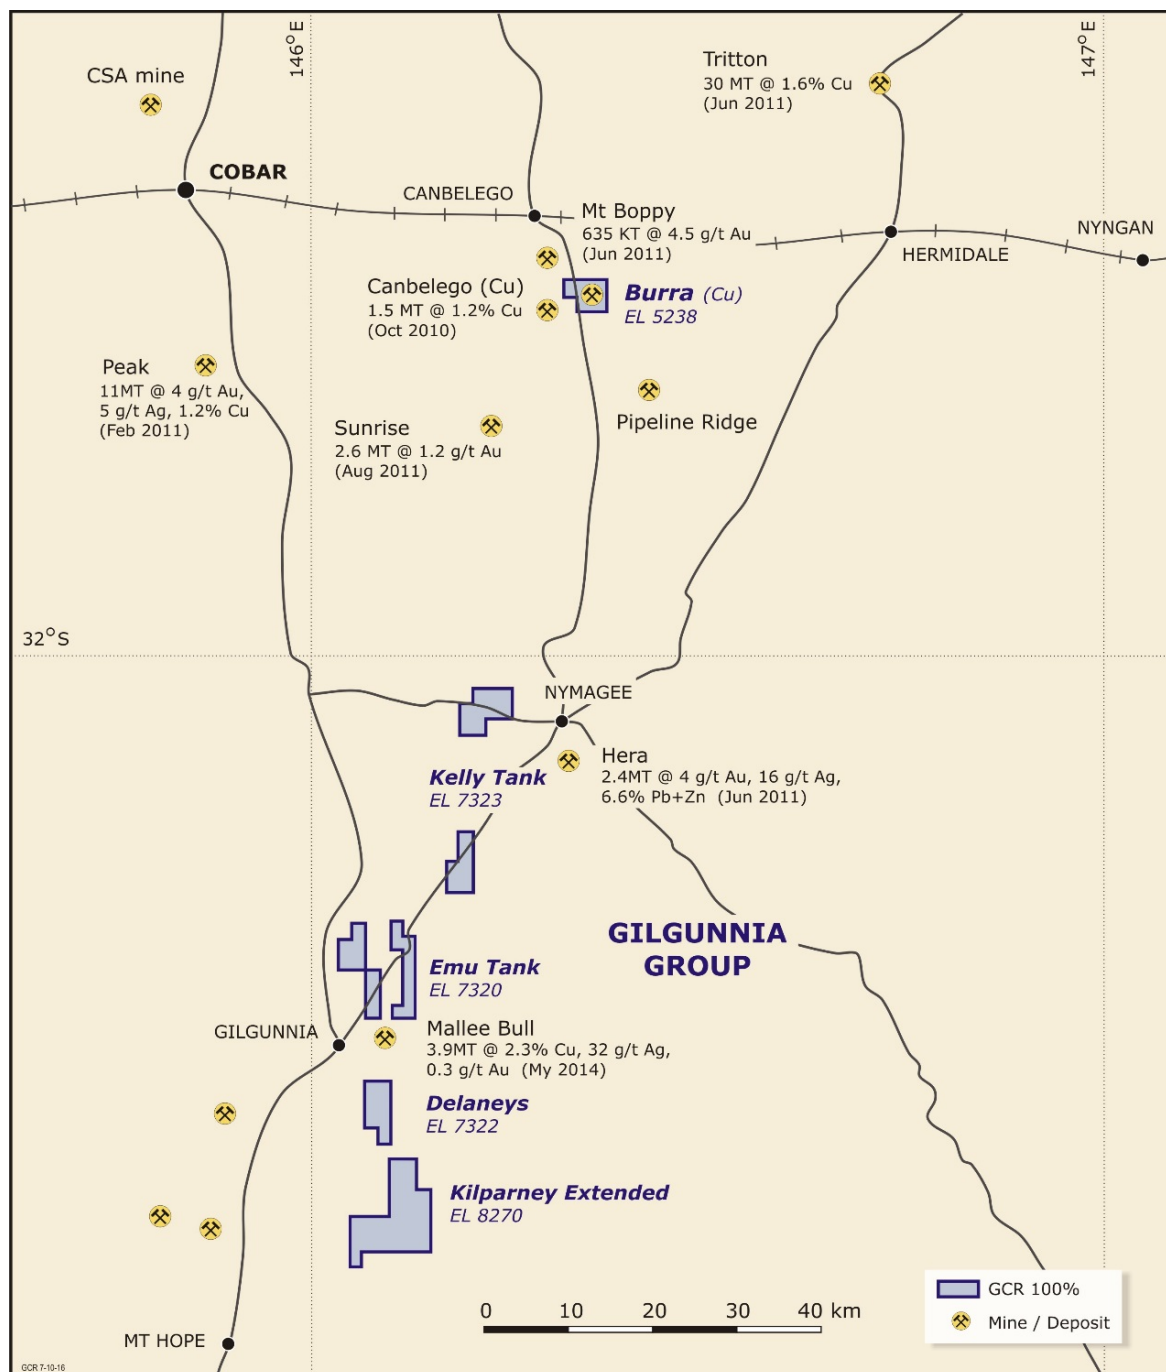 146°E
147°E
CSA mine
Tritton
30 MT @ 1.6% Cu
(Jun 2011)
COBAR
CANBELEGO
Mt Boppy
635 KT @ 4.5 g/t Au
(Jun 2011)
NYNGAN
HERMIDALE
Canbelego (Cu)
1.5 MT @ 1.2% Cu
(Oct 2010)
Burra (Cu)
EL 5238
Peak
11MT @ 4 g/t Au,
5 g/t Ag, 1.2% Cu
(Feb 2011)
Sunrise
2.6 MT @ 1.2 g/t Au
(Aug 2011)
Pipeline Ridge
32°S
NYMAGEE
Hera
2.4MT @ 4 g/t Au, 16 g/t Ag,
6.6% Pb+Zn (Jun 2011)
Kelly Tank
EL 7323
GILGUNNIA
GROUP
Emu Tank
EL 7320
GILGUNNIA
Mallee Bull
3.9MT @ 2.3% Cu, 32 g/t Ag,
0.3 g/t Au (My 2014)
Delaneys
EL 7322
Kilparney Extended
EL 8270
GCR 100%
Mine / Deposit
0 10 20 30 40 km
MT HOPE
GCR 7-10-16